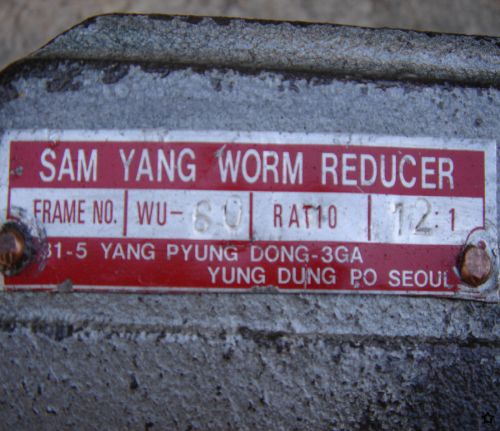 SAM YANG WORM REDUCER
FRAME NO. WU-60 RATIO 12:1
31-5 YANG PYUNG DONG-3GA
YUNG DUNG PO SEOUL